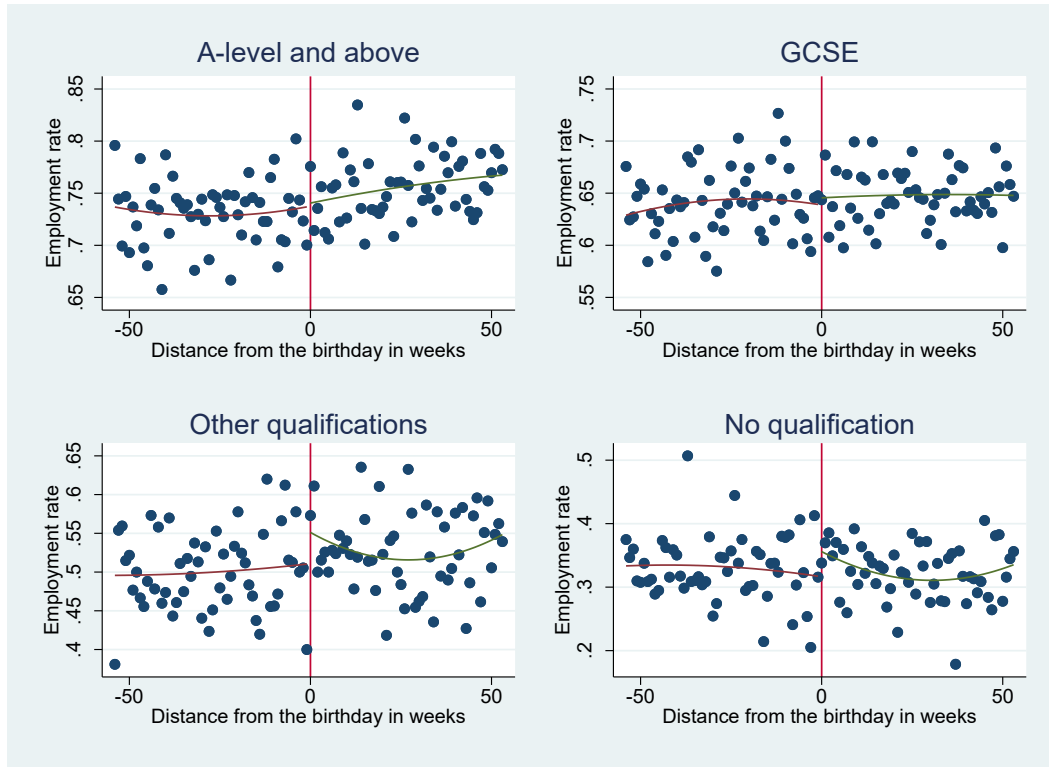 A-level and above
Employment rate
.85
.8
.75
.7
.65
-50 0 50
Distance from the birthday in weeks
GCSE
Employment rate
.75
.7
.65
.6
.55
-50 0 50
Distance from the birthday in weeks
Other qualifications
Employment rate
.65
.6
.55
.5
.45
.4
-50 0 50
Distance from the birthday in weeks
No qualification
Employment rate
.5
.4
.3
.2
-50 0 50
Distance from the birthday in weeks